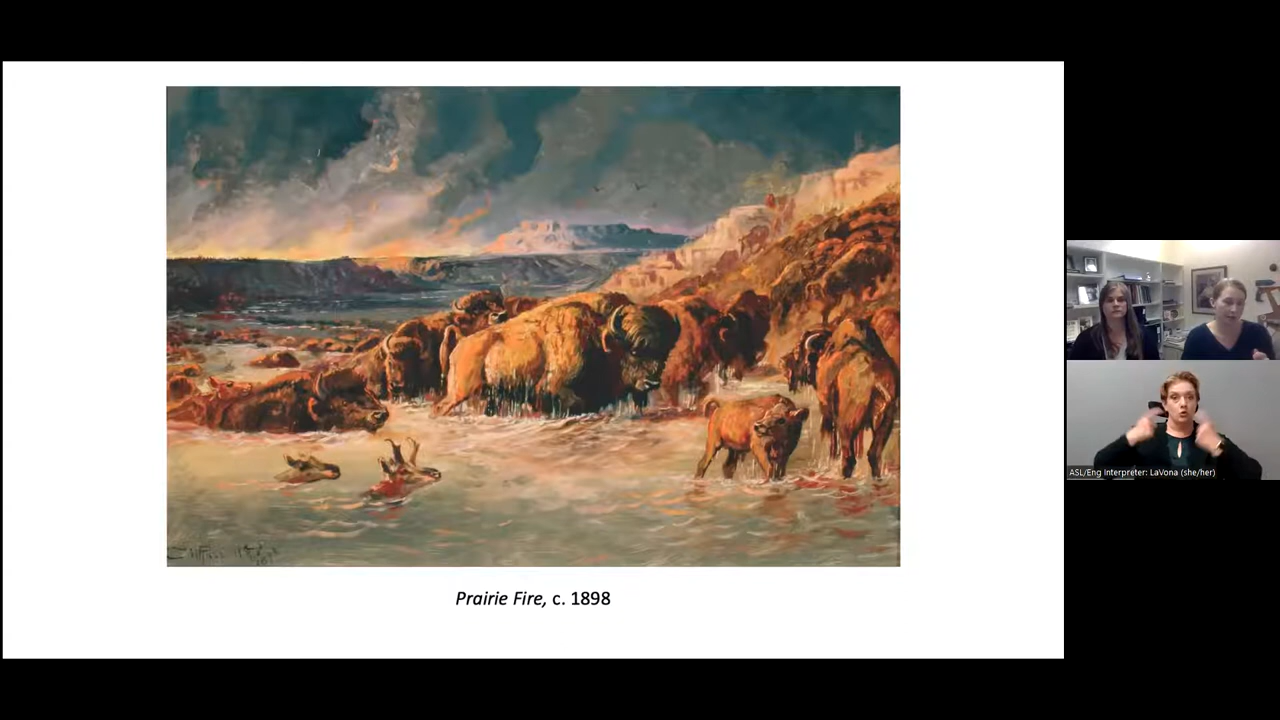 Prairie Fire, c. 1898
ASL/Eng Interpreter: LaVona (she/her)